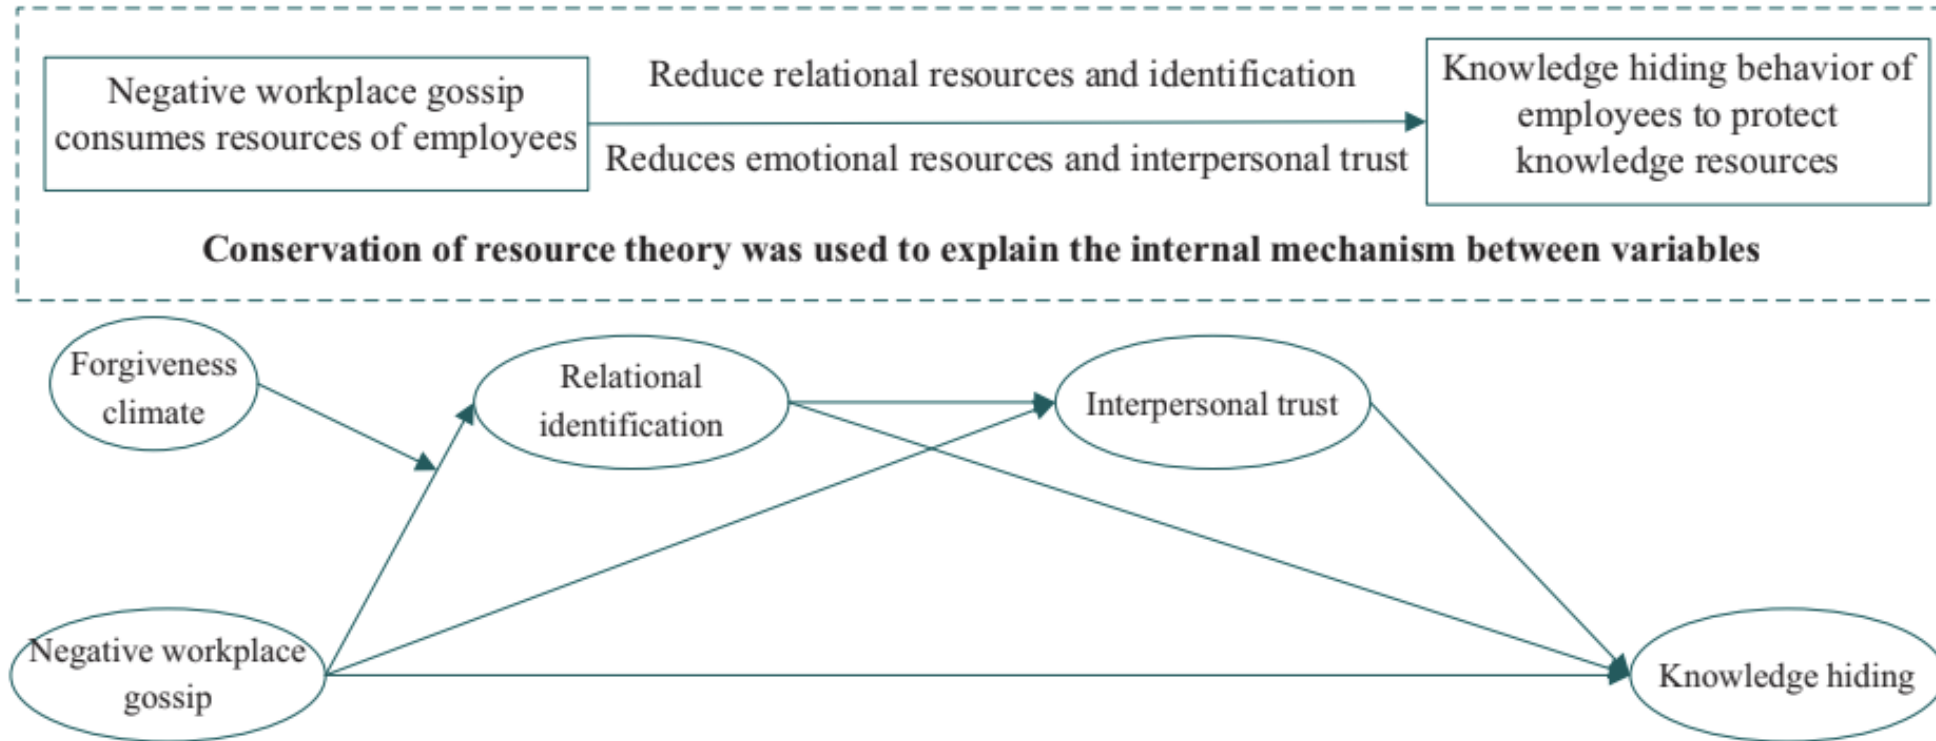 Negative workplace gossip
consumes resources of employees
Reduce relational resources and identification
Reduces emotional resources and interpersonal trust
Knowledge hiding behavior of
employees to protect
knowledge resources
Conservation of resource theory was used to explain the internal mechanism between variables
Forgiveness
climate
Relational
identification
Interpersonal trust
Negative workplace
gossip
Knowledge hiding